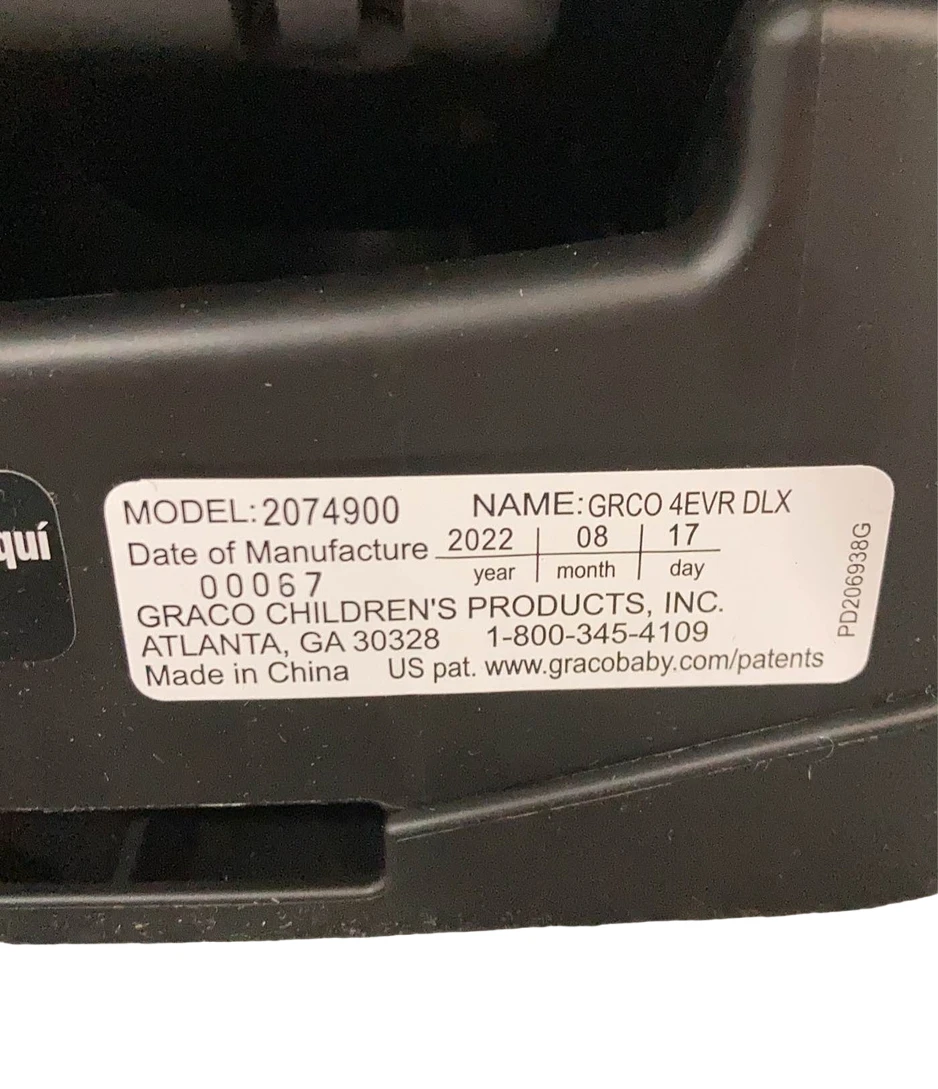 quí
MODEL: 2074900 NAME: GRCO 4EVR DLX
Date of Manufacture 2022 08 17
00067 year month day
GRACO CHILDREN'S PRODUCTS, INC.
ATLANTA, GA 30328 1-800-345-4109
Made in China US pat. www.gracobaby.com/patents
PD206938G